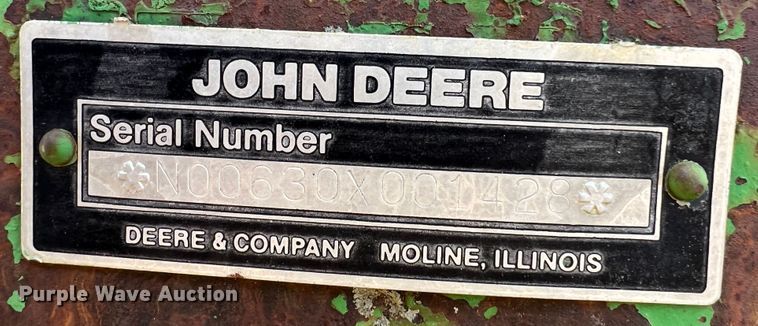 JOHN DEERE
Serial Number
N00630X001428
DEERE & COMPANY MOLINE, ILLINOIS
Purple Wave Auction